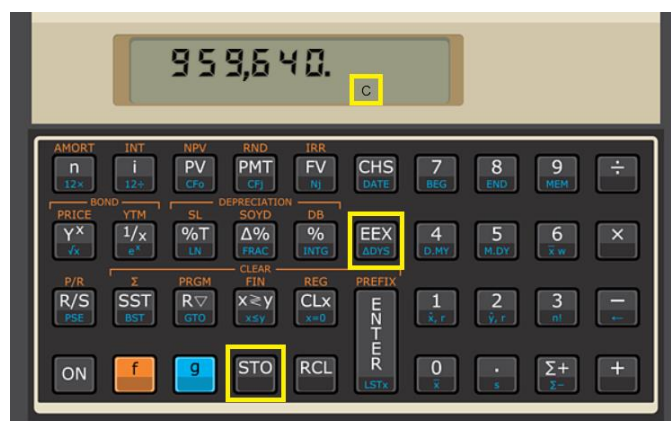 959,640.
C
AMORT INT NPV RND IRR
n i PV PMT FV CHS 7 8 9 ÷
12× 12÷ CFo CFj Nj DATE BEG END MEM
BOND DEPRECIATION
PRICE YTM SL SOYD DB
Yˣ 1/x %T Δ% % EEX 4 5 6 ×
√x eˣ LN FRAC INTG ΔDYS D.MY M.DY x̄ w
CLEAR
P/R Σ PRGM FIN REG PREFIX
R/S SST R▽ x≷y CLx ENTER 1 2 3 −
PSE BST GTO x≤y x=0 x̂, r ŷ, r n! ←
ON f g STO RCL 0 . Σ+ +
LSTx x̄ s Σ−